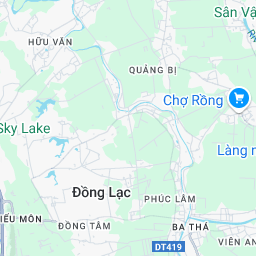 Sân Vậ
HỮU VĂN
QUẢNG BỊ
Chợ Rồng
Sky Lake
Làng n
Đồng Lạc
PHÚC LÂM
IỂU MÔN
ĐỒNG TÂM
BA THÁ
DT419
VIÊN AN